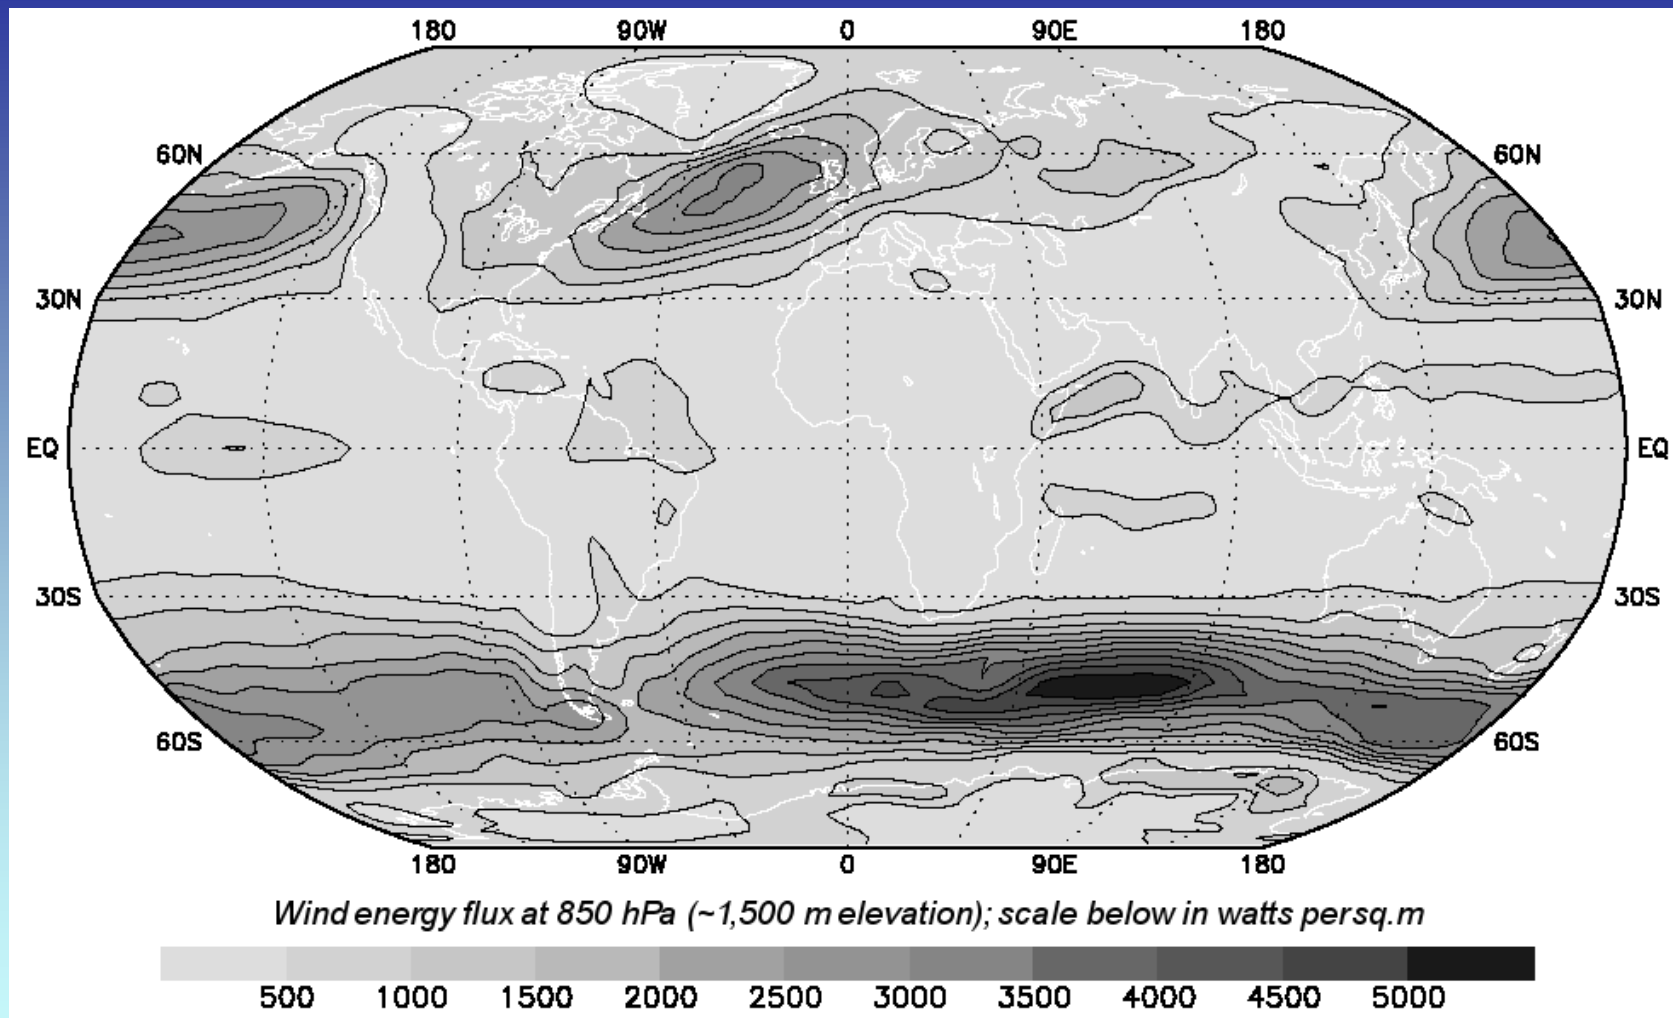 180 90W 0 90E 180
60N 60N
30N 30N
EQ EQ
30S 30S
60S 60S
180 90W 0 90E 180
Wind energy flux at 850 hPa (~1,500 m elevation); scale below in watts per sq.m
500 1000 1500 2000 2500 3000 3500 4000 4500 5000